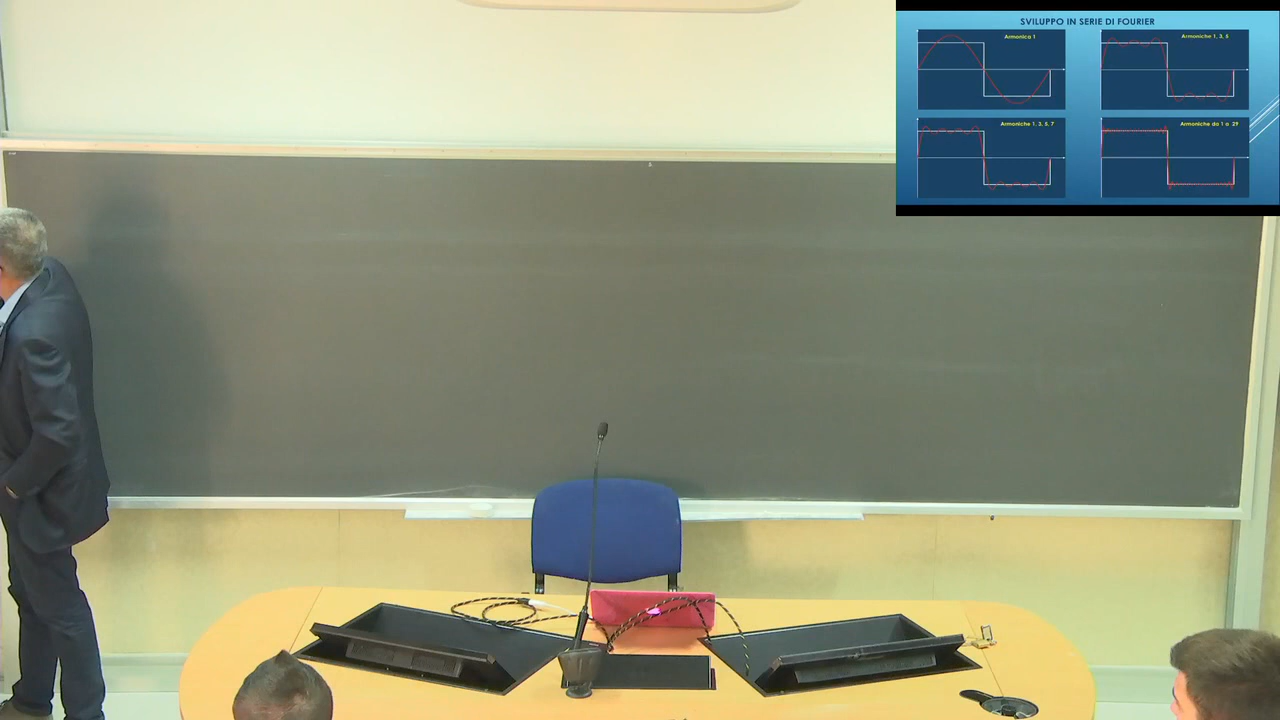 SVILUPPO IN SERIE DI FOURIER
Armonica 1
Armoniche 1, 3, 5
Armoniche 1, 3, 5, 7
Armoniche da 1 a 29